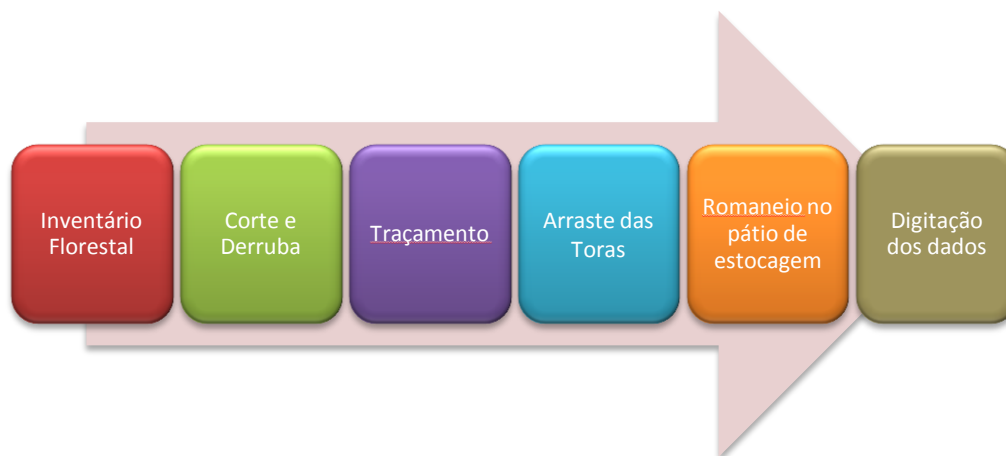 Inventário
Florestal
Corte e
Derruba
Traçamento
Arraste das
Toras
Romaneio no
pátio de
estocagem
Digitação
dos dados